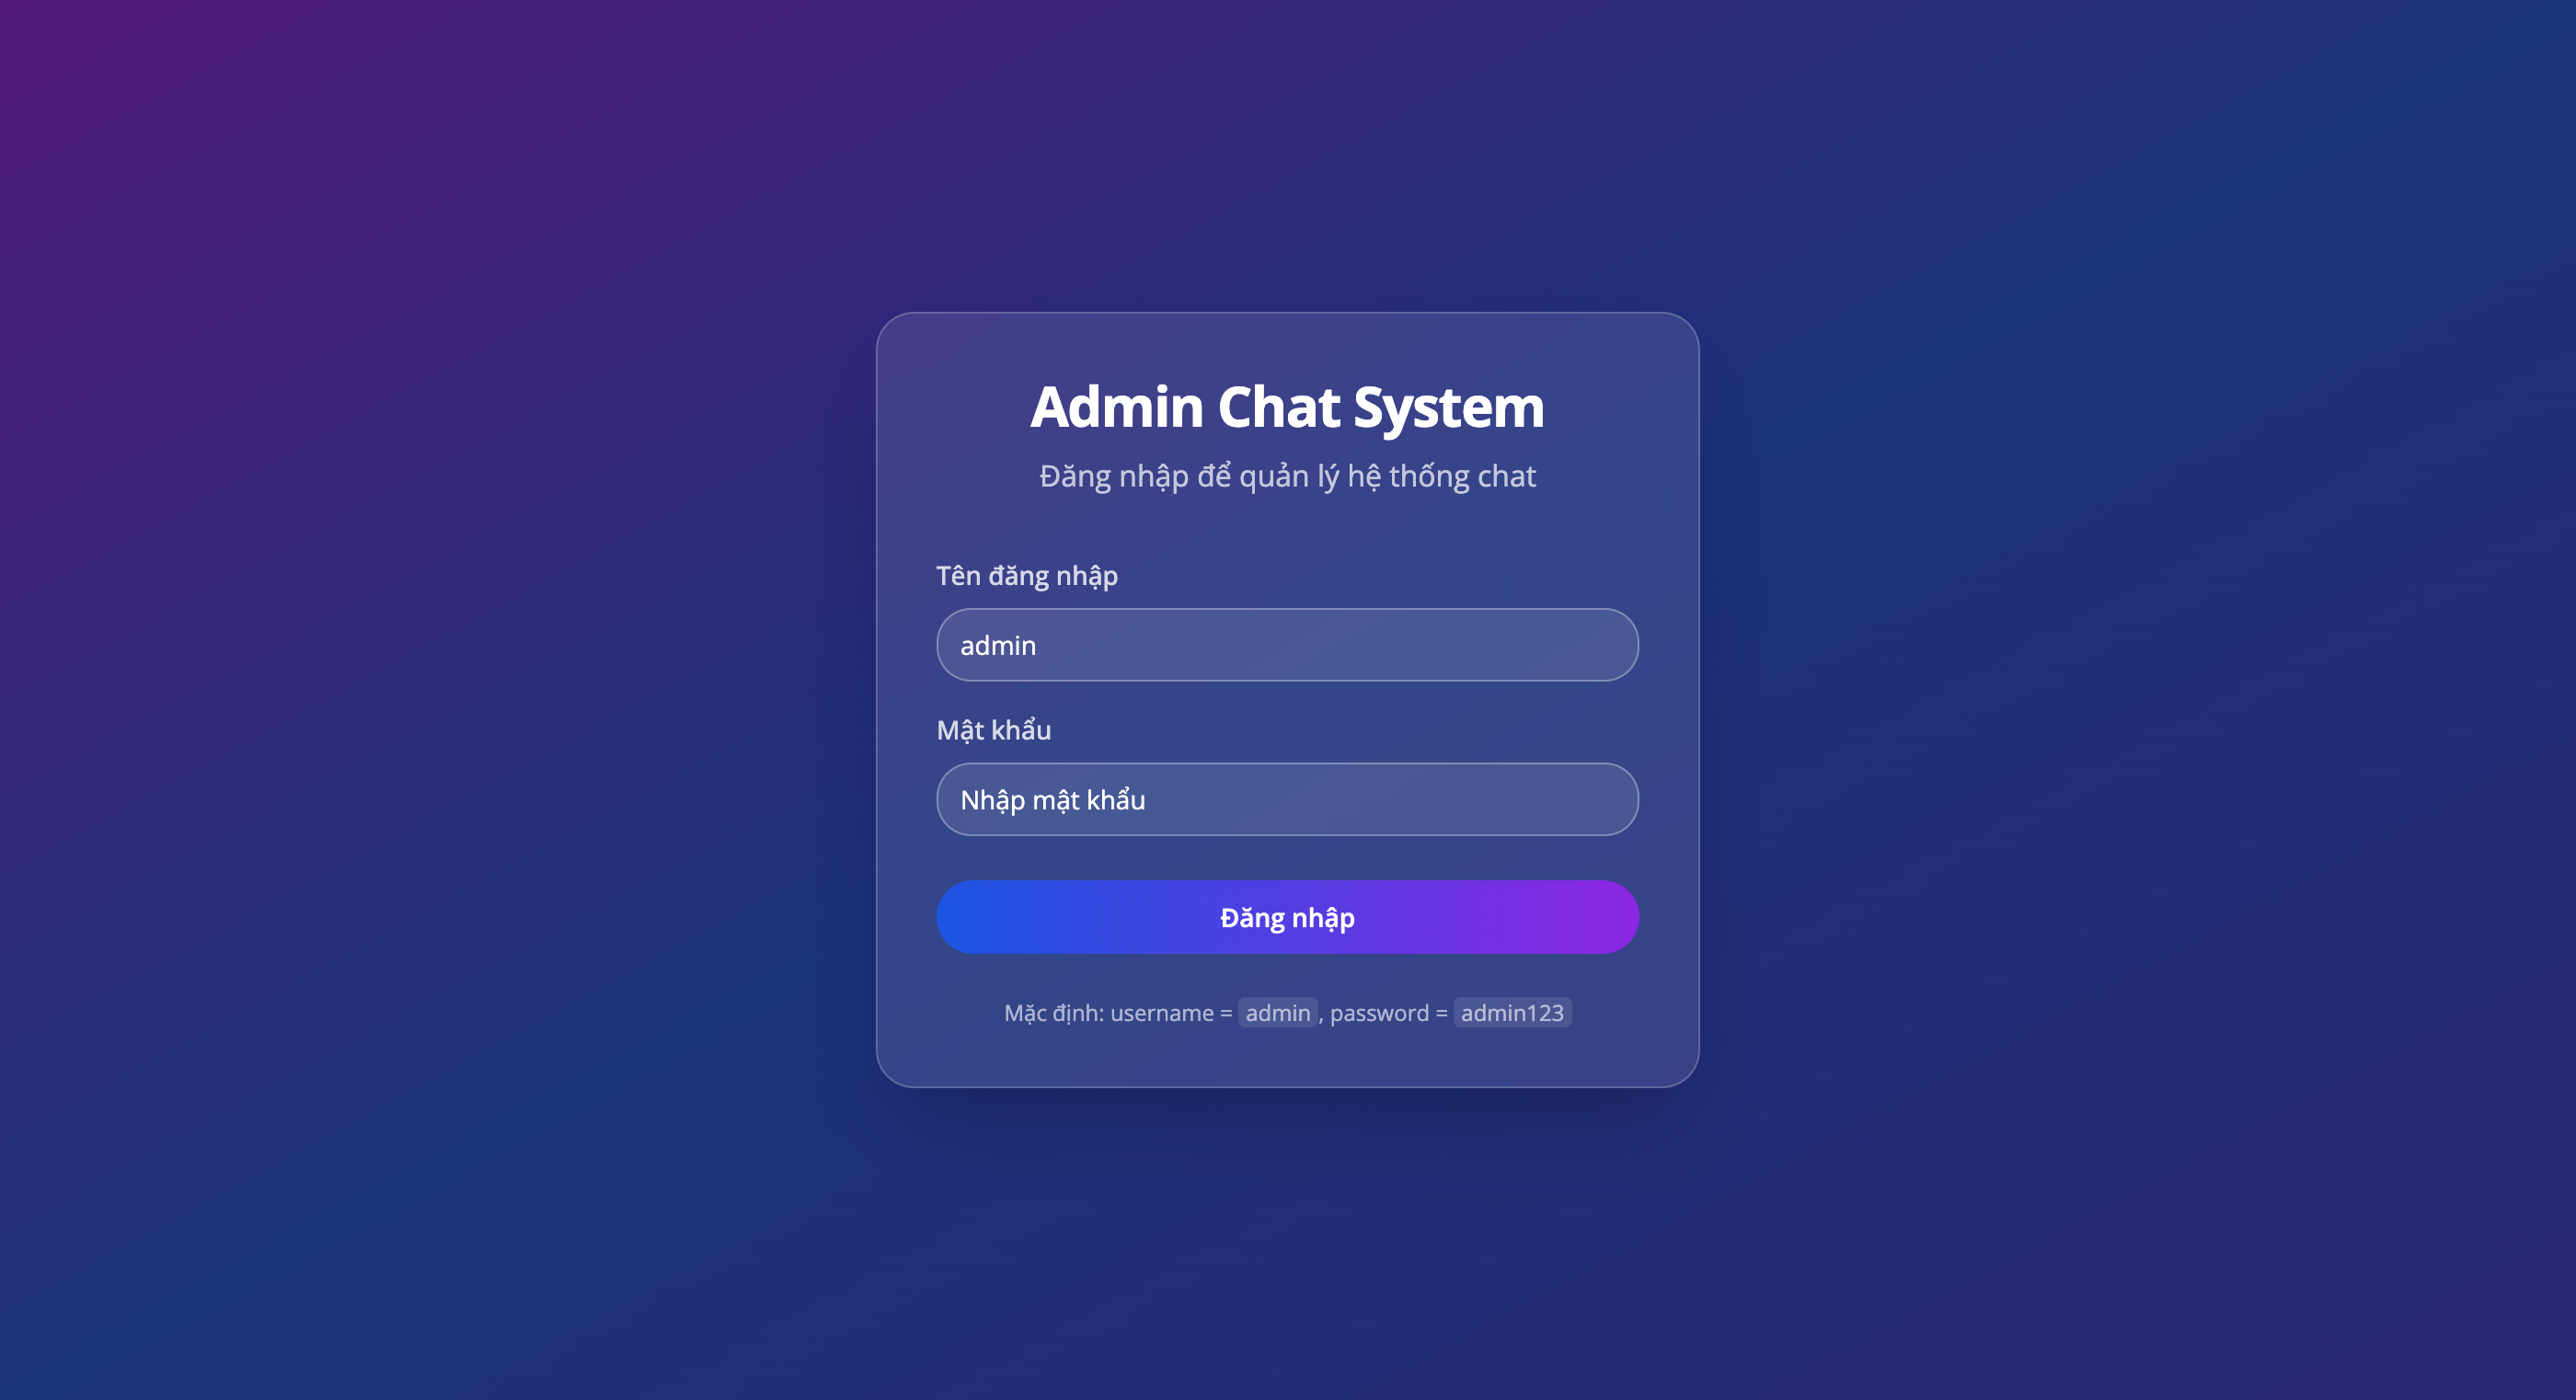 Admin Chat System
Đăng nhập để quản lý hệ thống chat
Tên đăng nhập
admin
Mật khẩu
Nhập mật khẩu
Đăng nhập
Mặc định: username = admin, password = admin123